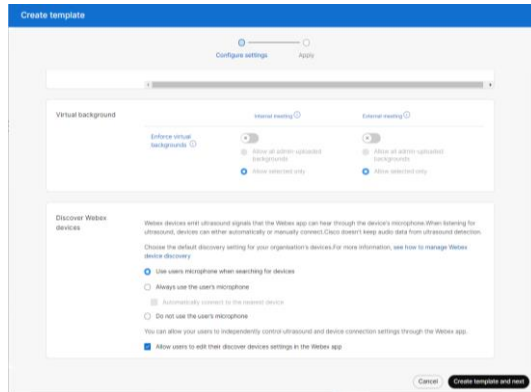 Create template
Configure settings
Apply
Virtual background
Internal meeting
External meeting
Enforce virtual
backgrounds
Allow all admin uploaded
backgrounds
Allow all admin uploaded
backgrounds
Allow selected only
Allow selected only
Discover Webex
devices
Webex devices emit ultrasound signals that the Webex app can hear through the device's microphone.When listening for
ultrasound, devices can either automatically or manually connect.Cisco doesn't keep audio data from ultrasound detection.
Choose the default discovery setting for your organisation's devices.For more information, see how to manage Webex
device discovery
Use users microphone when searching for devices
Always use the user's microphone
Automatically connect to the nearest device
Do not use the user's microphone
You can allow your users to independently control ultrasound and device connection settings through the Webex app.
Allow users to edit their discover devices settings in the Webex app
Cancel
Create template and next